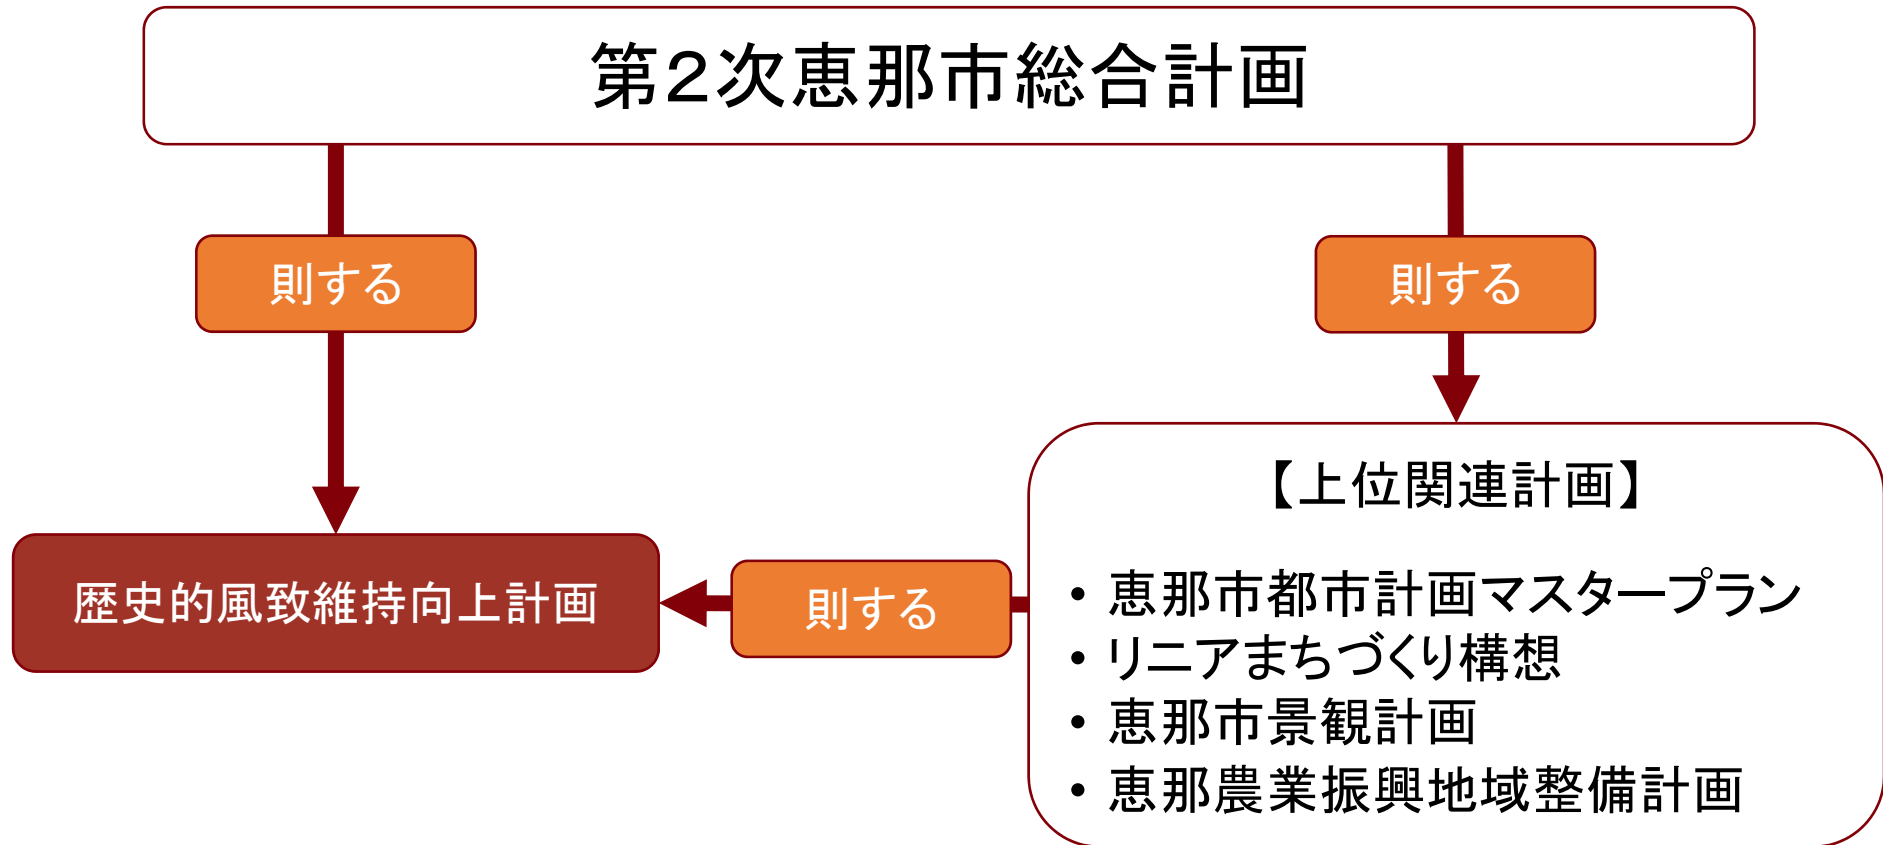 第２次恵那市総合計画
則する
則する
【上位関連計画】
歴史的風致維持向上計画
則する
• 恵那市都市計画マスタープラン
• リニアまちづくり構想
• 恵那市景観計画
• 恵那農業振興地域整備計画